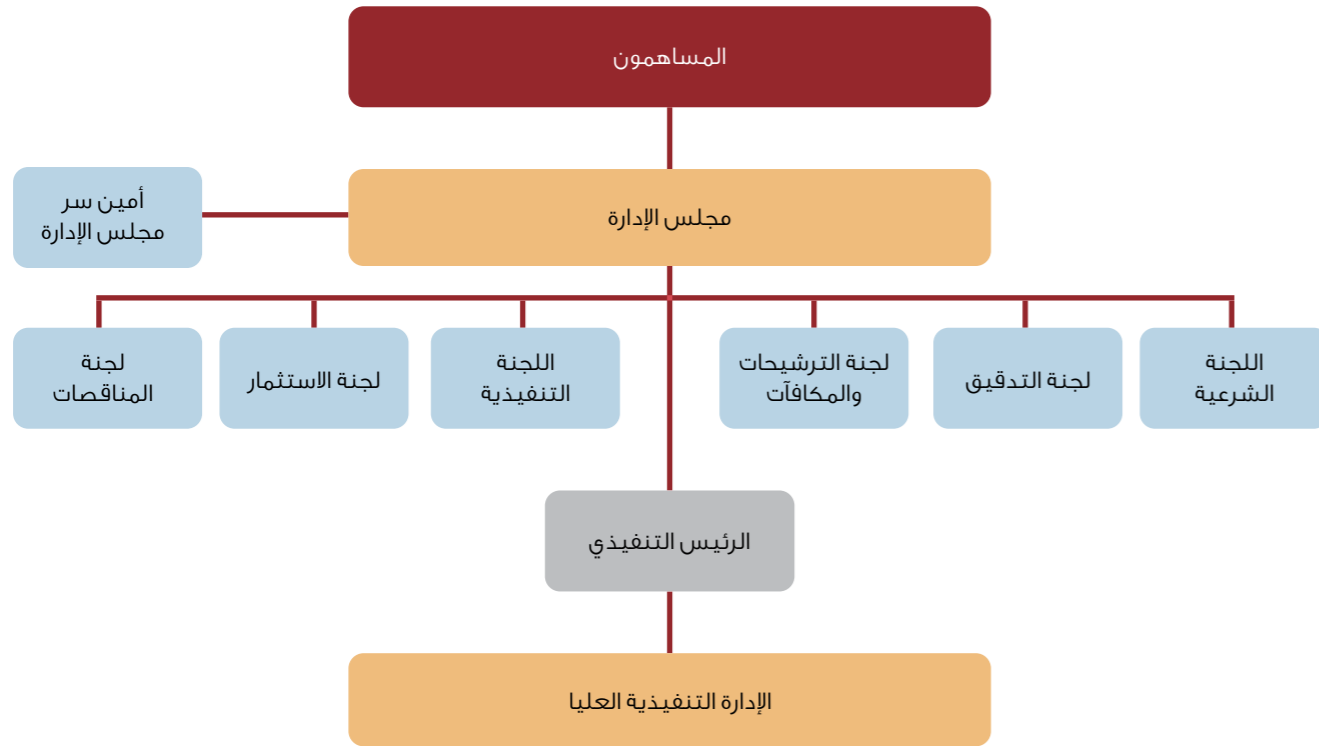 المساهمون
مجلس الإدارة
أمين سر
مجلس الإدارة
اللجنة
الشرعية
لجنة التدقيق
لجنة الترشيحات
والمكافآت
اللجنة
التنفيذية
لجنة الاستثمار
لجنة
المناقصات
الرئيس التنفيذي
الإدارة التنفيذية العليا